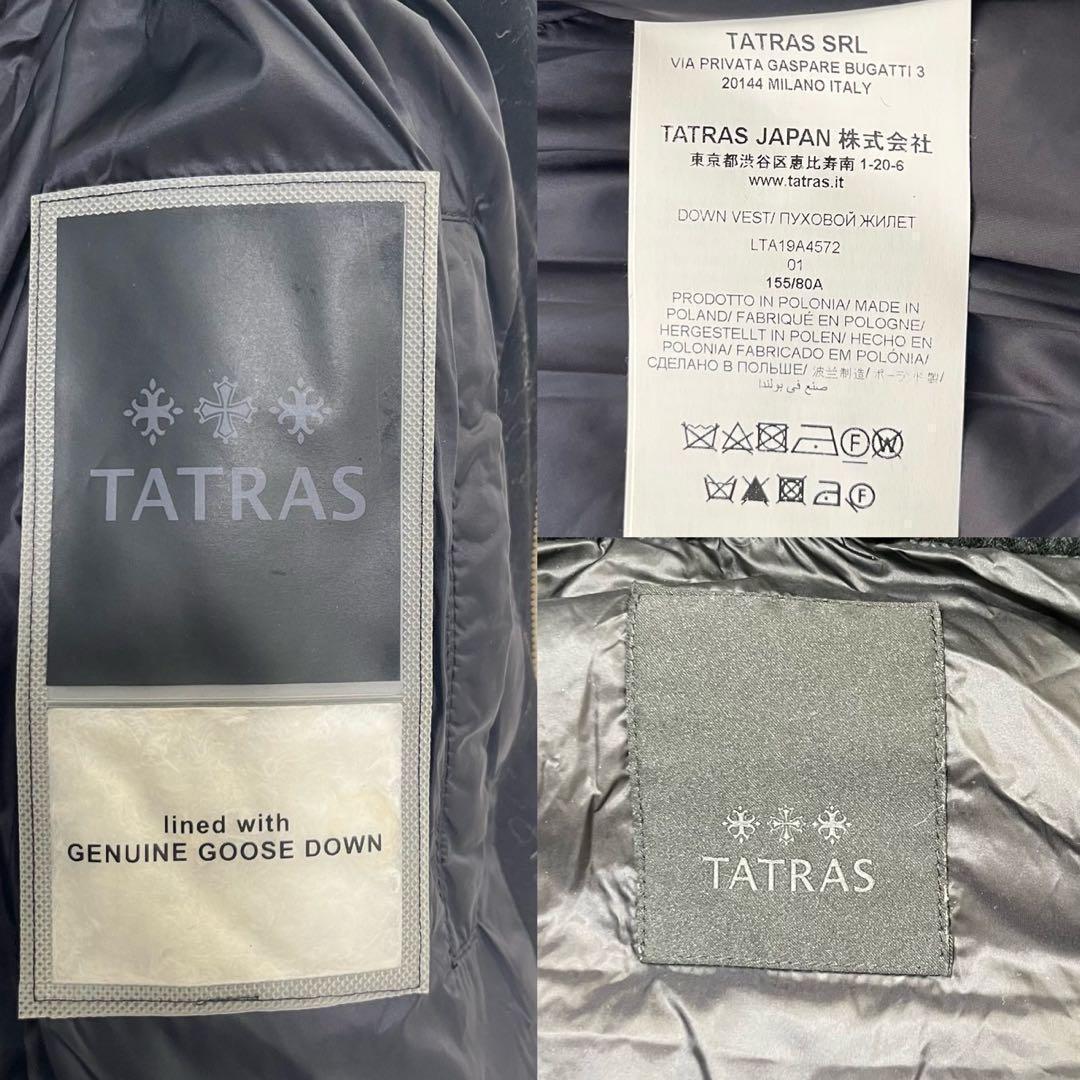 TATRAS
lined with
GENUINE GOOSE DOWN
TATRAS SRL
VIA PRIVATA GASPARE BUGATTI 3
20144 MILANO ITALY
TATRAS JAPAN 株式会社
東京都渋谷区恵比寿南 1-20-6
www.tatras.it
DOWN VEST/ ПУХОВОЙ ЖИЛЕТ
LTA19A4572
01
155/80A
PRODOTTO IN POLONIA/ MADE IN
POLAND/ FABRIQUÉ EN POLOGNE/
HERGESTELLT IN POLEN/ HECHO EN
POLONIA/ FABRICADO EM POLÓNIA/
СДЕЛАНО В ПОЛЬШЕ/ 波兰制造/ ポーランド製/
صنع في بولندا
F W
F
TATRAS